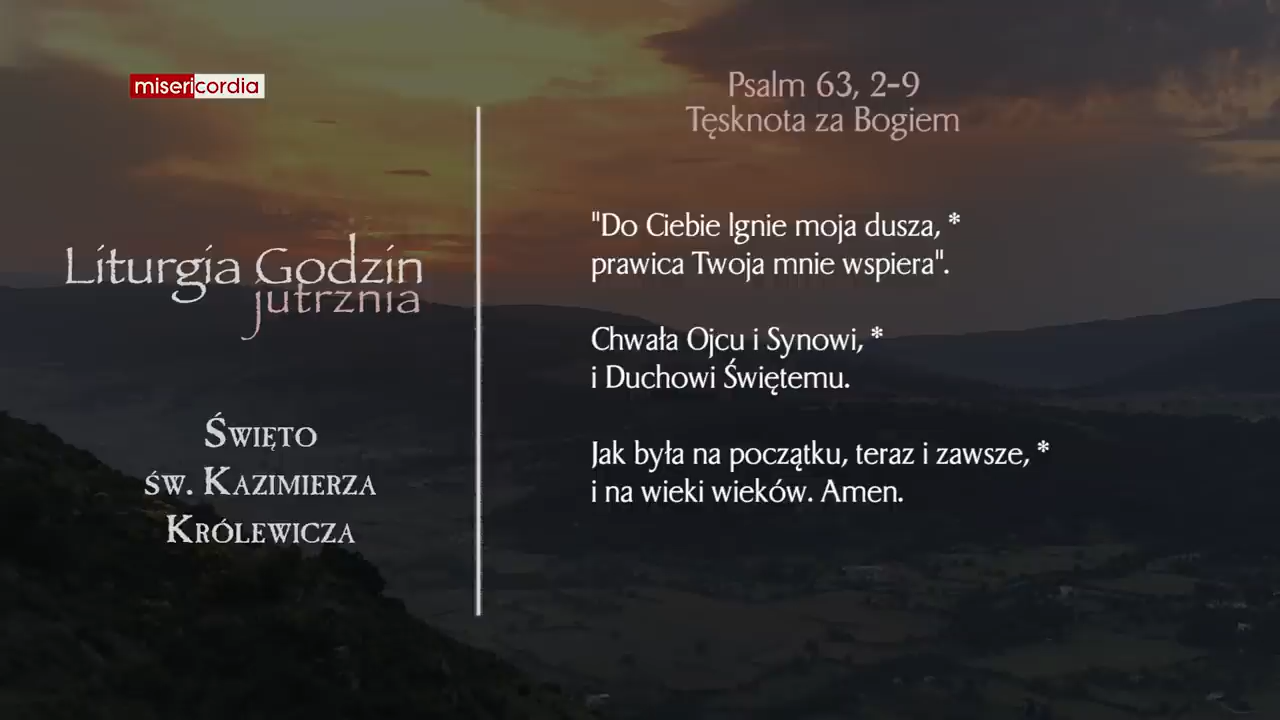 misericordia
Liturgia Godzin
jutrznia
Święto
św. Kazimierza
Królewicza
Psalm 63, 2-9
Tęsknota za Bogiem
"Do Ciebie lgnie moja dusza, *
prawica Twoja mnie wspiera".
Chwała Ojcu i Synowi, *
i Duchowi Świętemu.
Jak była na początku, teraz i zawsze, *
i na wieki wieków. Amen.